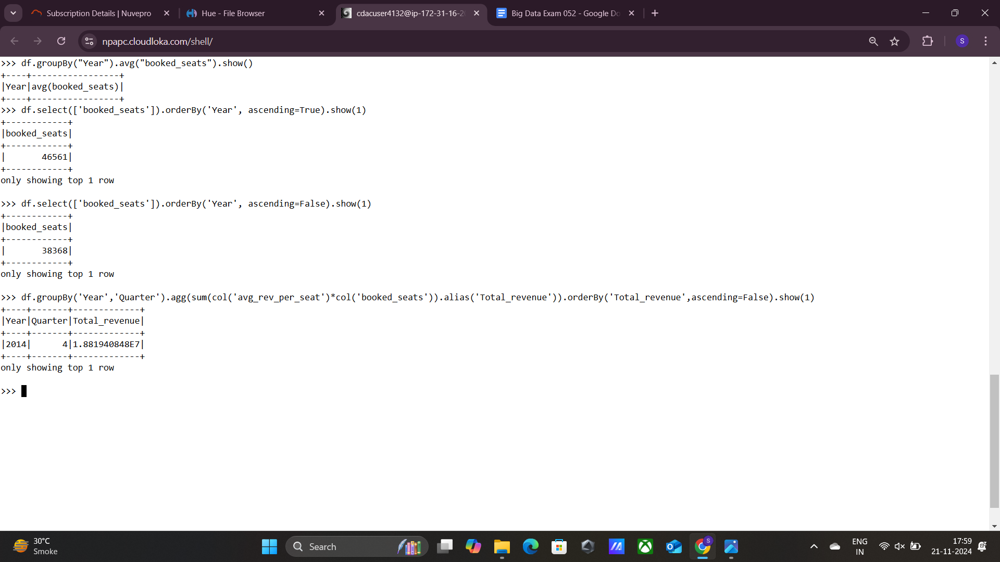 Subscription Details | Nuvepro
Hue - File Browser
cdacuser4132@ip-172-31-16-2
Big Data Exam 052 - Google Do
npapc.cloudloka.com/shell/
S
>>> df.groupBy("Year").avg("booked_seats").show()
+----+-----------------+
|Year|avg(booked_seats)|
+----+-----------------+
>>> df.select(['booked_seats']).orderBy('Year', ascending=True).show(1)
+------------+
|booked_seats|
+------------+
|       46561|
+------------+
only showing top 1 row
>>> df.select(['booked_seats']).orderBy('Year', ascending=False).show(1)
+------------+
|booked_seats|
+------------+
|       38368|
+------------+
only showing top 1 row
>>> df.groupBy('Year','Quarter').agg(sum(col('avg_rev_per_seat')*col('booked_seats')).alias('Total_revenue')).orderBy('Total_revenue',ascending=False).show(1)
+----+-------+-------------+
|Year|Quarter|Total_revenue|
+----+-------+-------------+
|2014|      4|1.881940848E7|
+----+-------+-------------+
only showing top 1 row
>>>
30°C
Smoke
Search
S
ENG
IN
17:59
21-11-2024